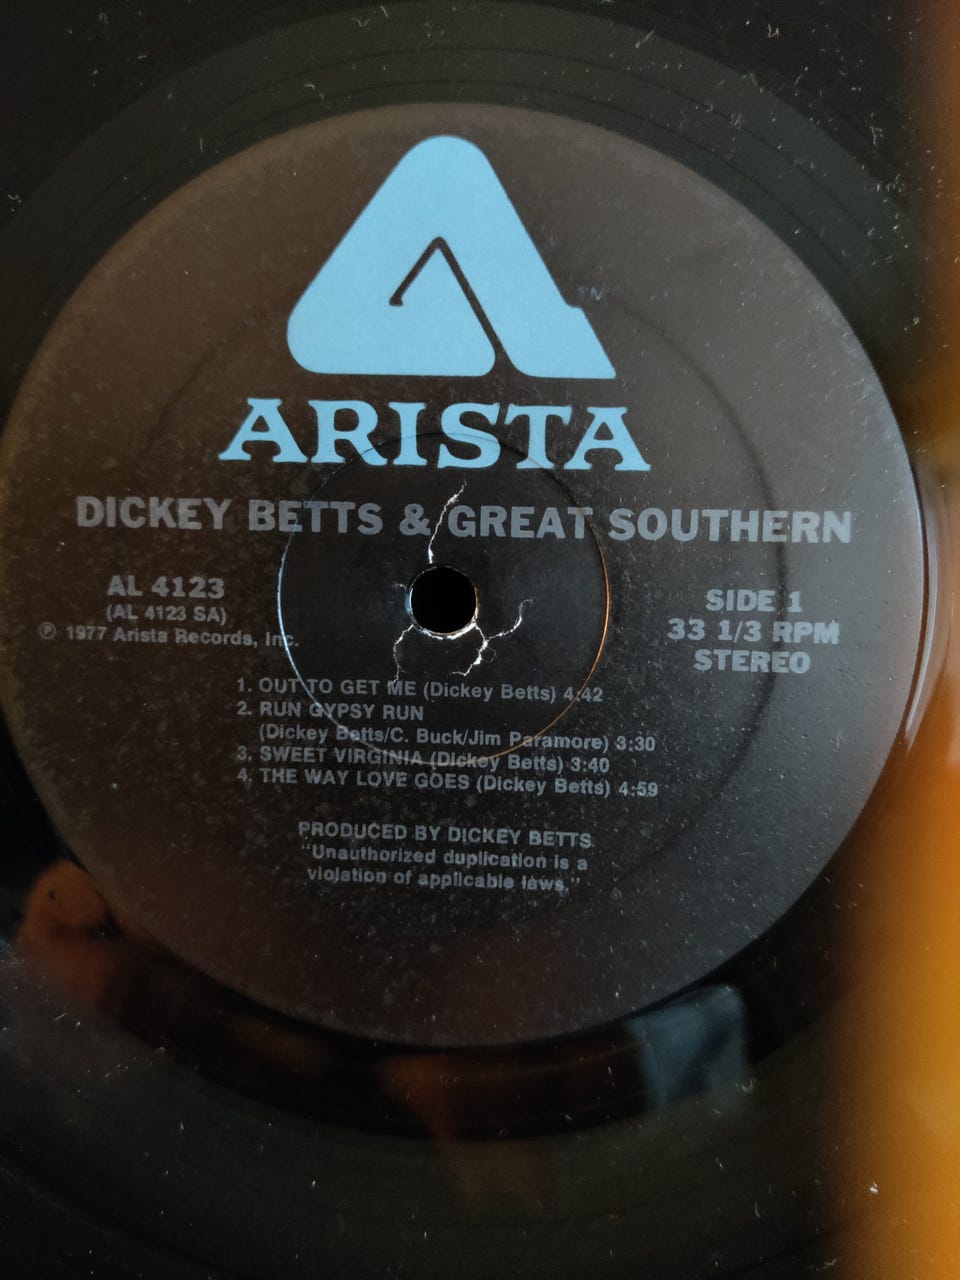 TM
ARISTA
DICKEY BETTS & GREAT SOUTHERN
AL 4123
(AL 4123 SA)
℗ 1977 Arista Records, Inc.
SIDE 1
33 1/3 RPM
STEREO
1. OUT TO GET ME (Dickey Betts) 4:42
2. RUN GYPSY RUN
(Dickey Betts/C. Buck/Jim Paramore) 3:30
3. SWEET VIRGINIA (Dickey Betts) 3:40
4. THE WAY LOVE GOES (Dickey Betts) 4:59
PRODUCED BY DICKEY BETTS
"Unauthorized duplication is a
violation of applicable laws."